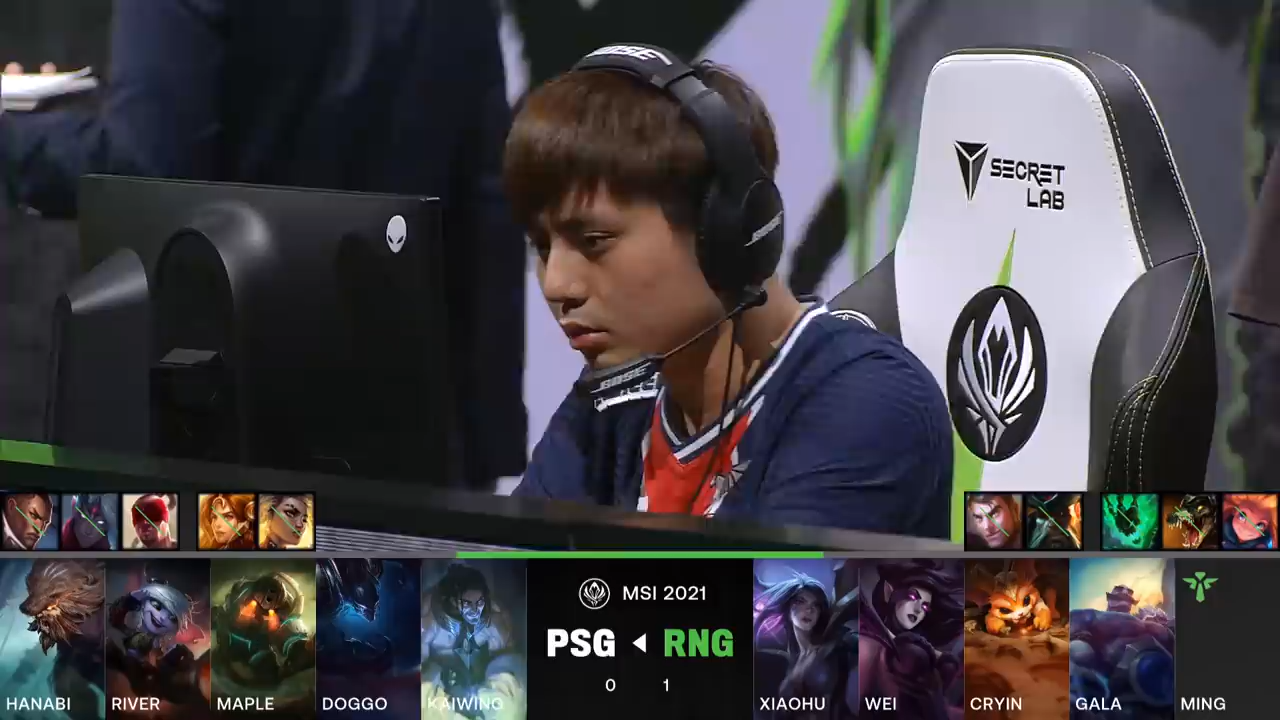 BOSE
SECRET
LAB
BOSE
BOSE
MSI 2021
PSG RNG
0 1
HANABI RIVER MAPLE DOGGO KAIWING XIAOHU WEI CRYIN GALA MING